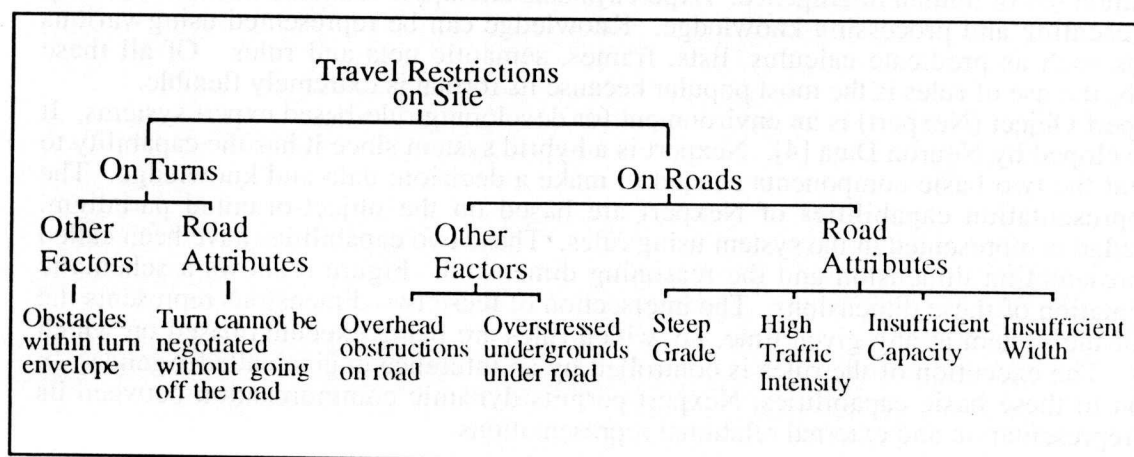 Travel Restrictions
on Site
On Turns
On Roads
Other
Factors
Road
Attributes
Other
Factors
Road
Attributes
Obstacles
within turn
envelope
Turn cannot be
negotiated
without going
off the road
Overhead
obstructions
on road
Overstressed
undergrounds
under road
Steep
Grade
High
Traffic
Intensity
Insufficient
Capacity
Insufficient
Width